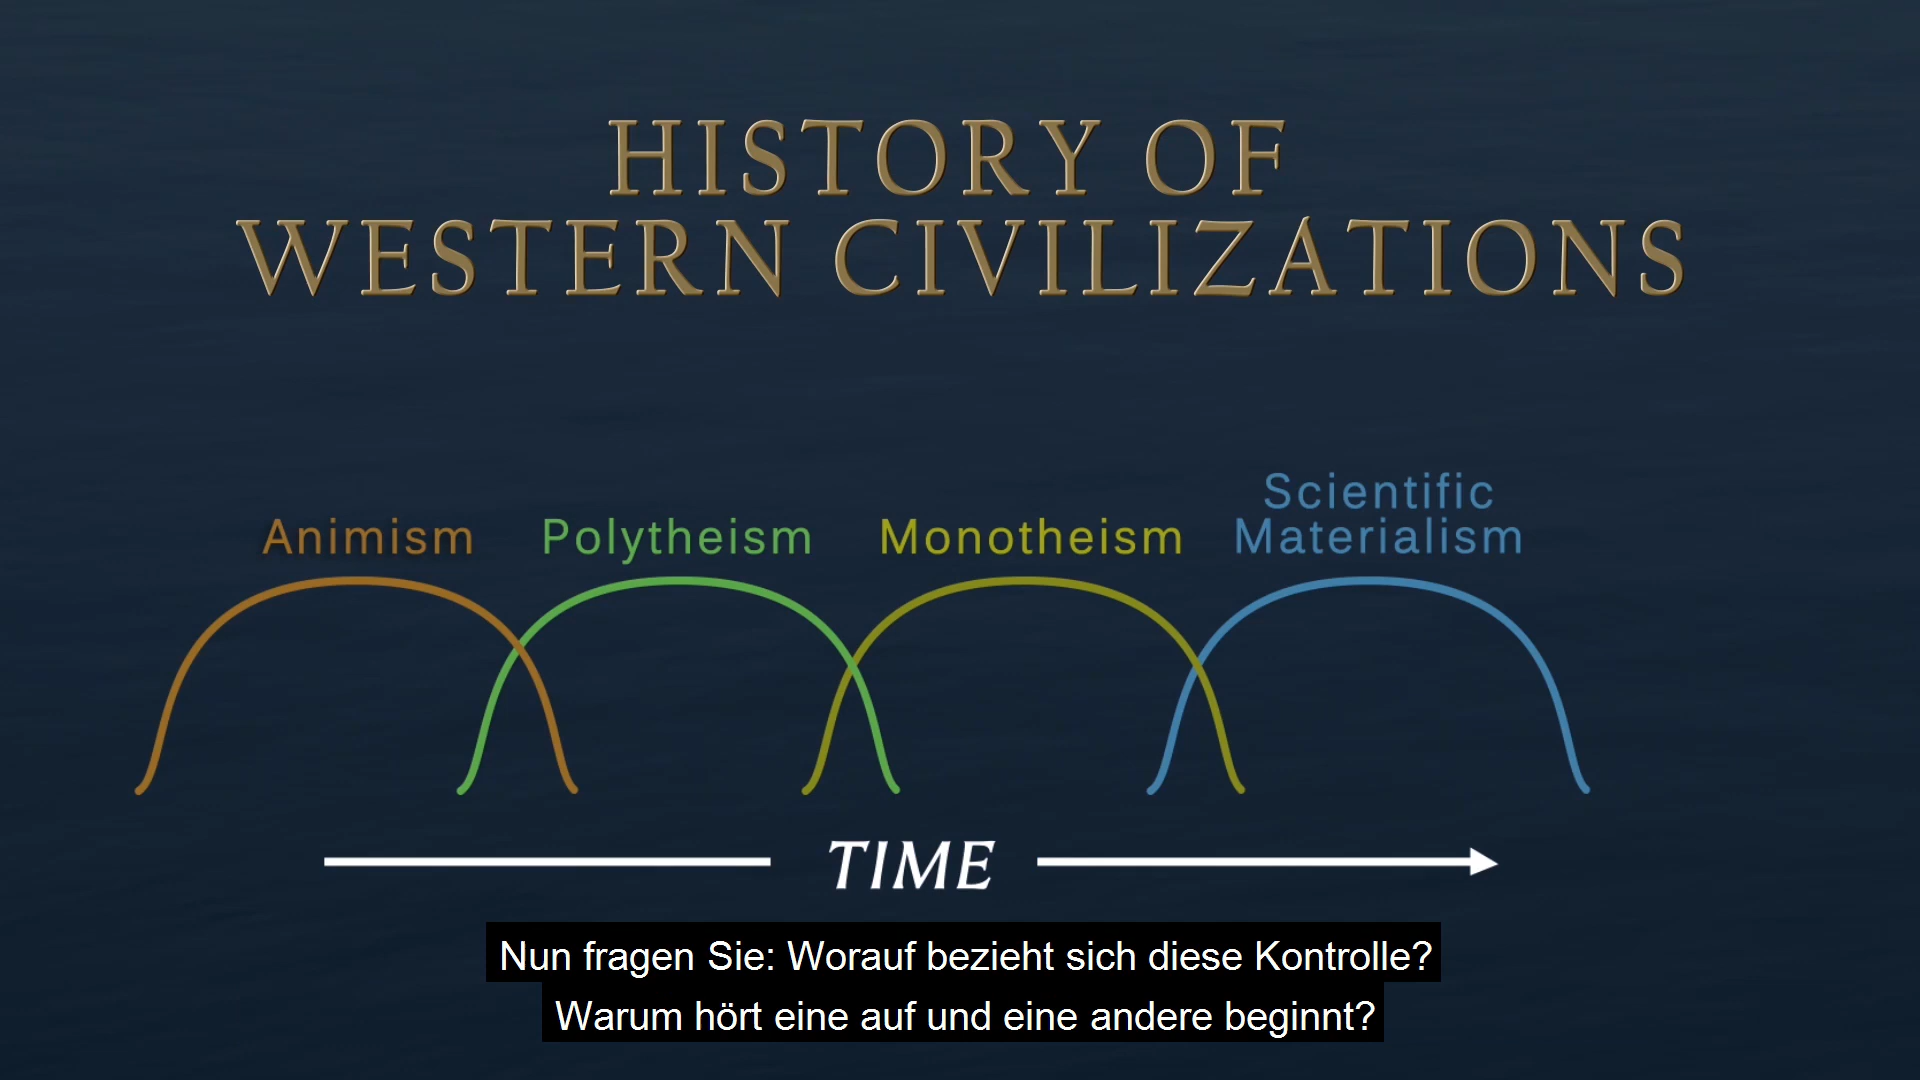 HISTORY OF
WESTERN CIVILIZATIONS
Animism
Polytheism
Monotheism
Scientific
Materialism
TIME
Nun fragen Sie: Worauf bezieht sich diese Kontrolle?
Warum hört eine auf und eine andere beginnt?